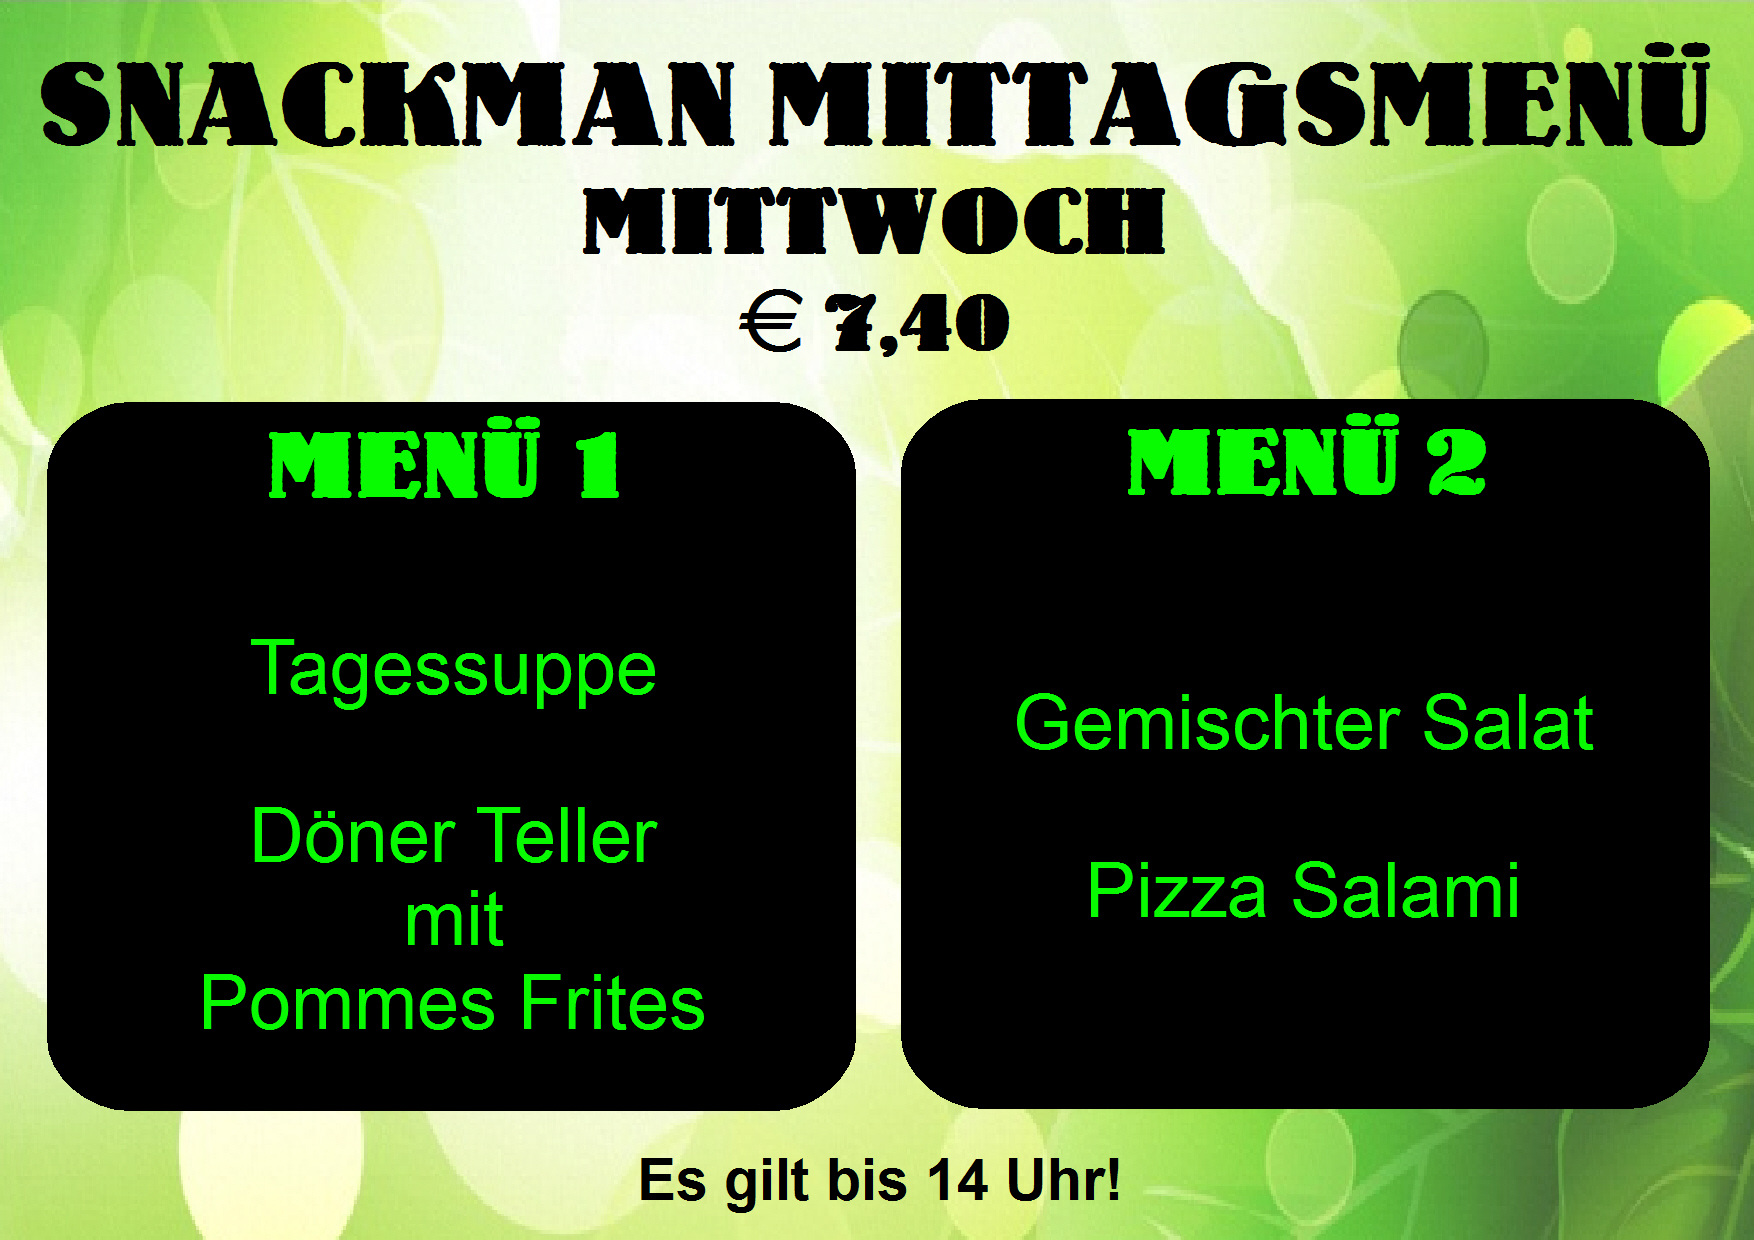 SNACKMAN MITTAGSMENÜ
MITTWOCH
€ 7,40
MENÜ 1
Tagessuppe
Döner Teller
mit
Pommes Frites
MENÜ 2
Gemischter Salat
Pizza Salami
Es gilt bis 14 Uhr!